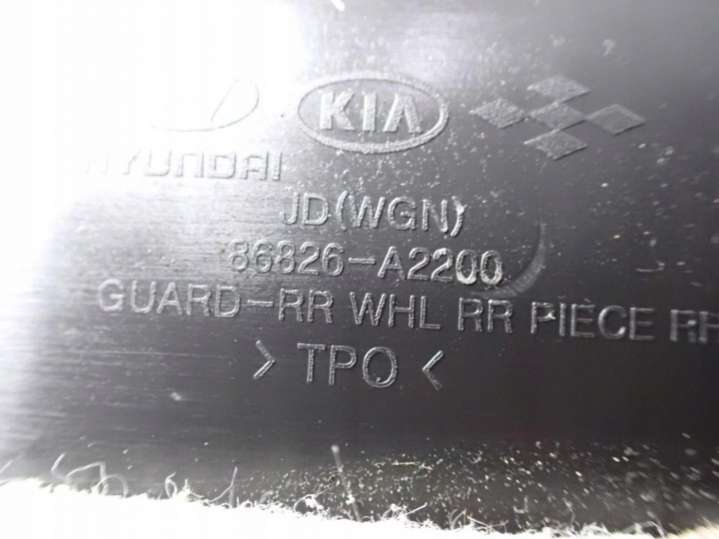 KIA
HYUNDAI
JD(WGN)
86826-A2200
GUARD-RR WHL RR PIECE
> TPO <